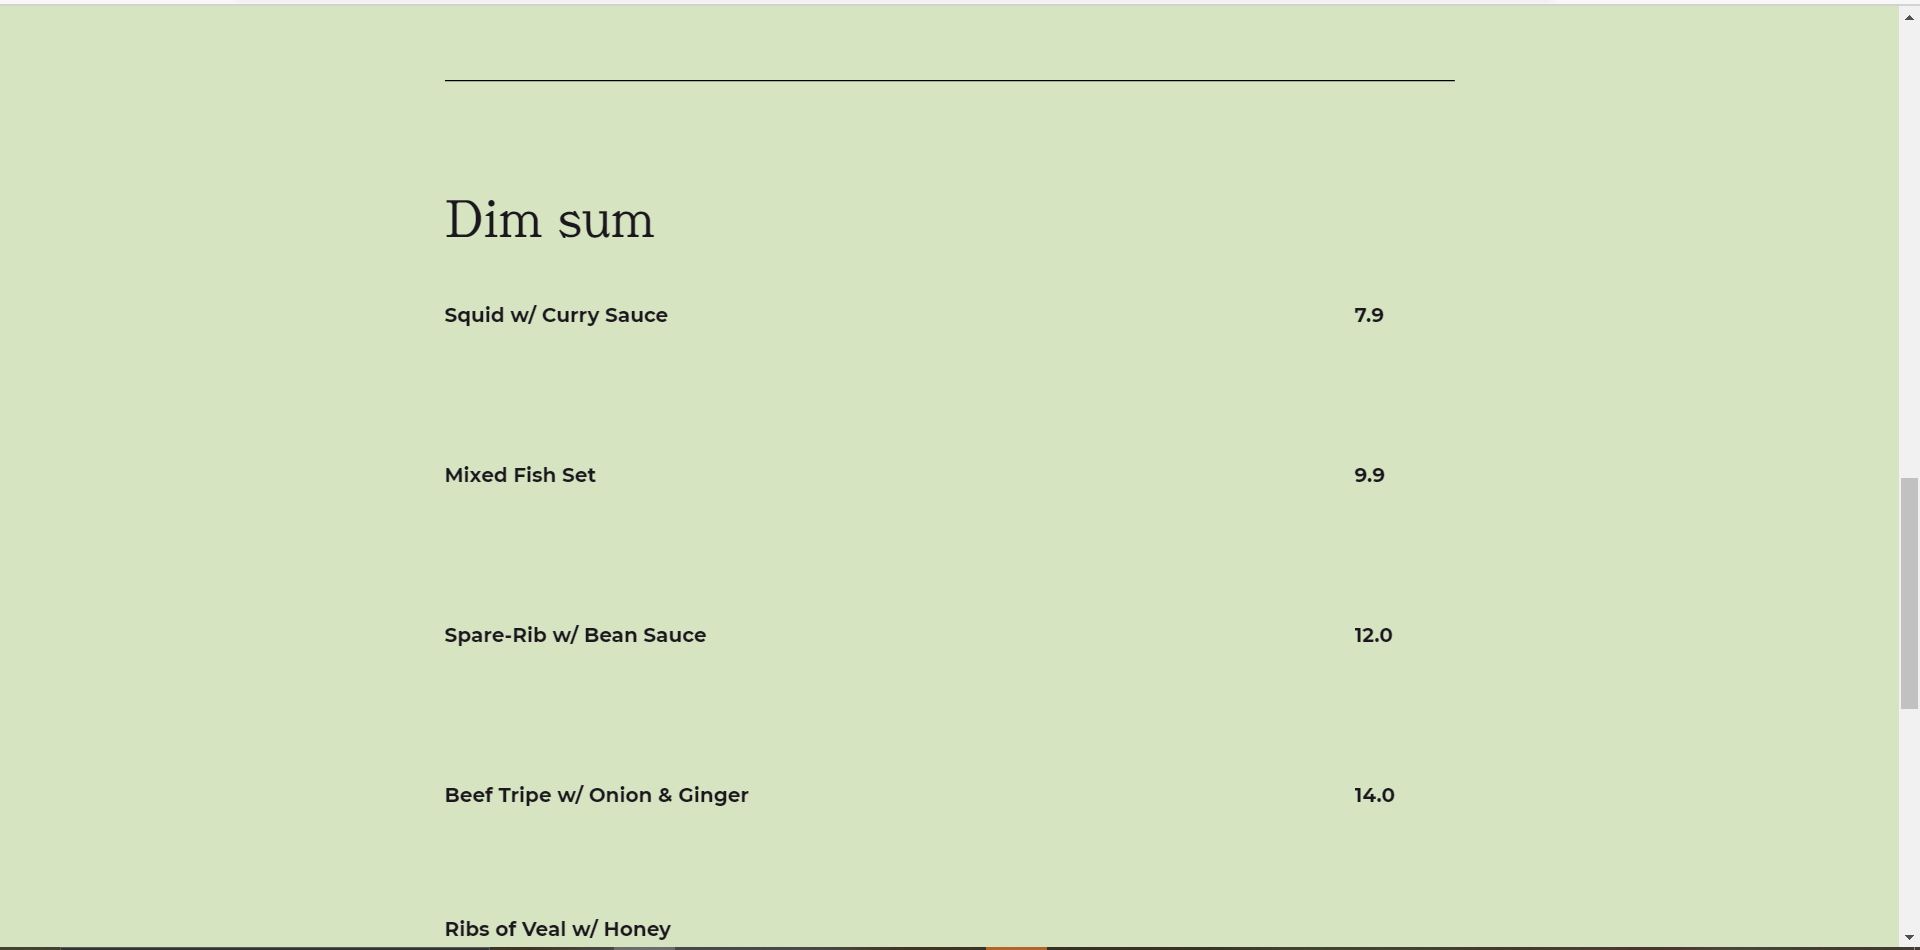 Dim sum
Squid w/ Curry Sauce 7.9
Mixed Fish Set 9.9
Spare-Rib w/ Bean Sauce 12.0
Beef Tripe w/ Onion & Ginger 14.0
Ribs of Veal w/ Honey